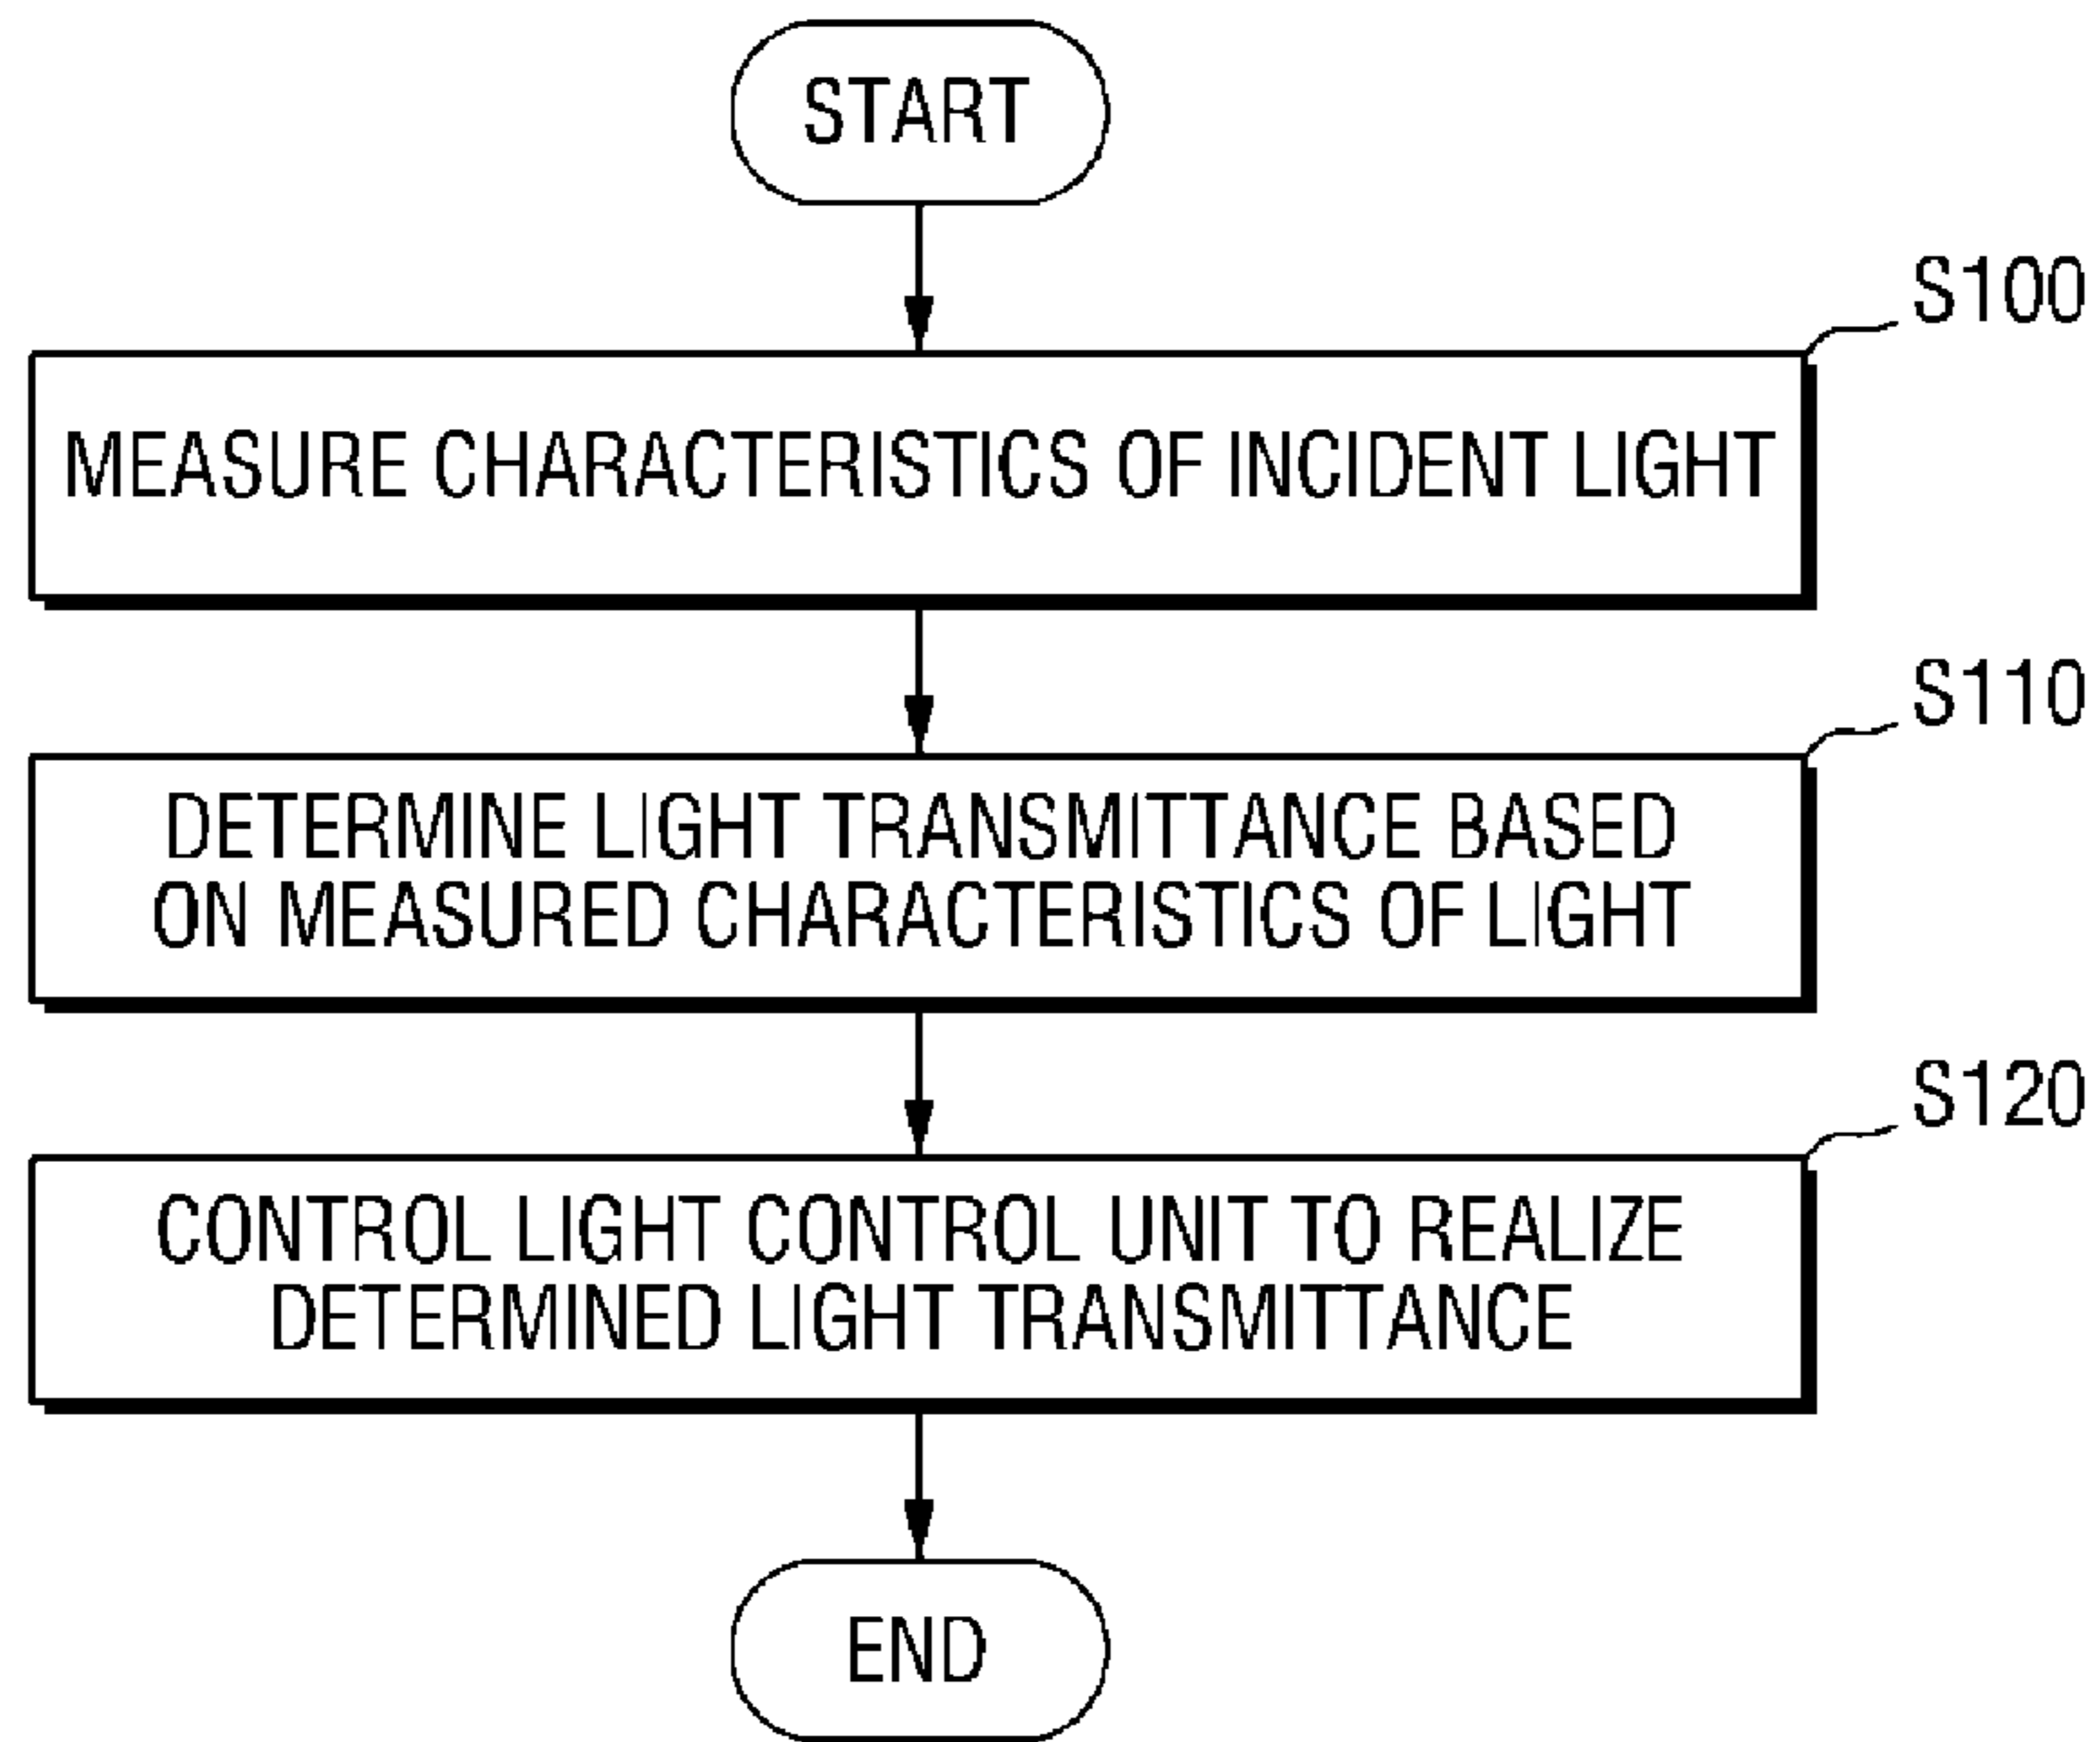 START
S100
MEASURE CHARACTERISTICS OF INCIDENT LIGHT
S110
DETERMINE LIGHT TRANSMITTANCE BASED
ON MEASURED CHARACTERISTICS OF LIGHT
S120
CONTROL LIGHT CONTROL UNIT TO REALIZE
DETERMINED LIGHT TRANSMITTANCE
END